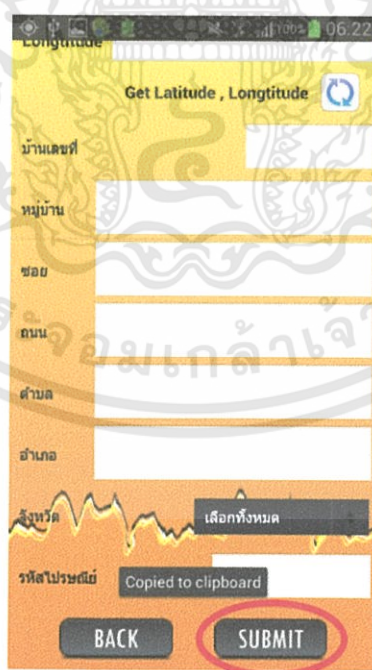 100% 06:22
Longtitude
Get Latitude , Longtitude
บ้านเลขที่
หมู่บ้าน
ซอย
ถนน
ตำบล
อำเภอ
จังหวัด เลือกทั้งหมด
รหัสไปรษณีย์ Copied to clipboard
BACK SUBMIT